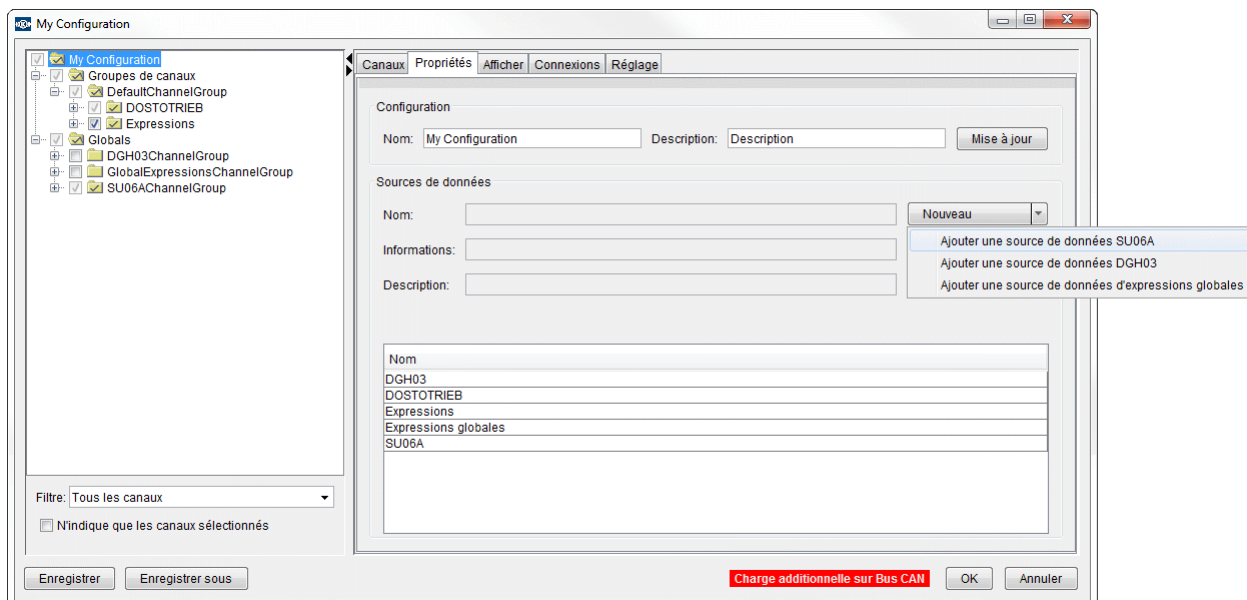 My Configuration
My Configuration
Groupes de canaux
DefaultChannelGroup
DOSTOTRIEB
Expressions
Globals
DGH03ChannelGroup
GlobalExpressionsChannelGroup
SU06AChannelGroup
Filtre: Tous les canaux
N'indique que les canaux sélectionnés
Canaux Propriétés Afficher Connexions Réglage
Configuration
Nom: My Configuration Description: Description Mise à jour
Sources de données
Nom: Nouveau
Ajouter une source de données SU06A
Informations:
Ajouter une source de données DGH03
Description:
Ajouter une source de données d'expressions globales
Nom
DGH03
DOSTOTRIEB
Expressions
Expressions globales
SU06A
Enregistrer Enregistrer sous Charge additionnelle sur Bus CAN OK Annuler